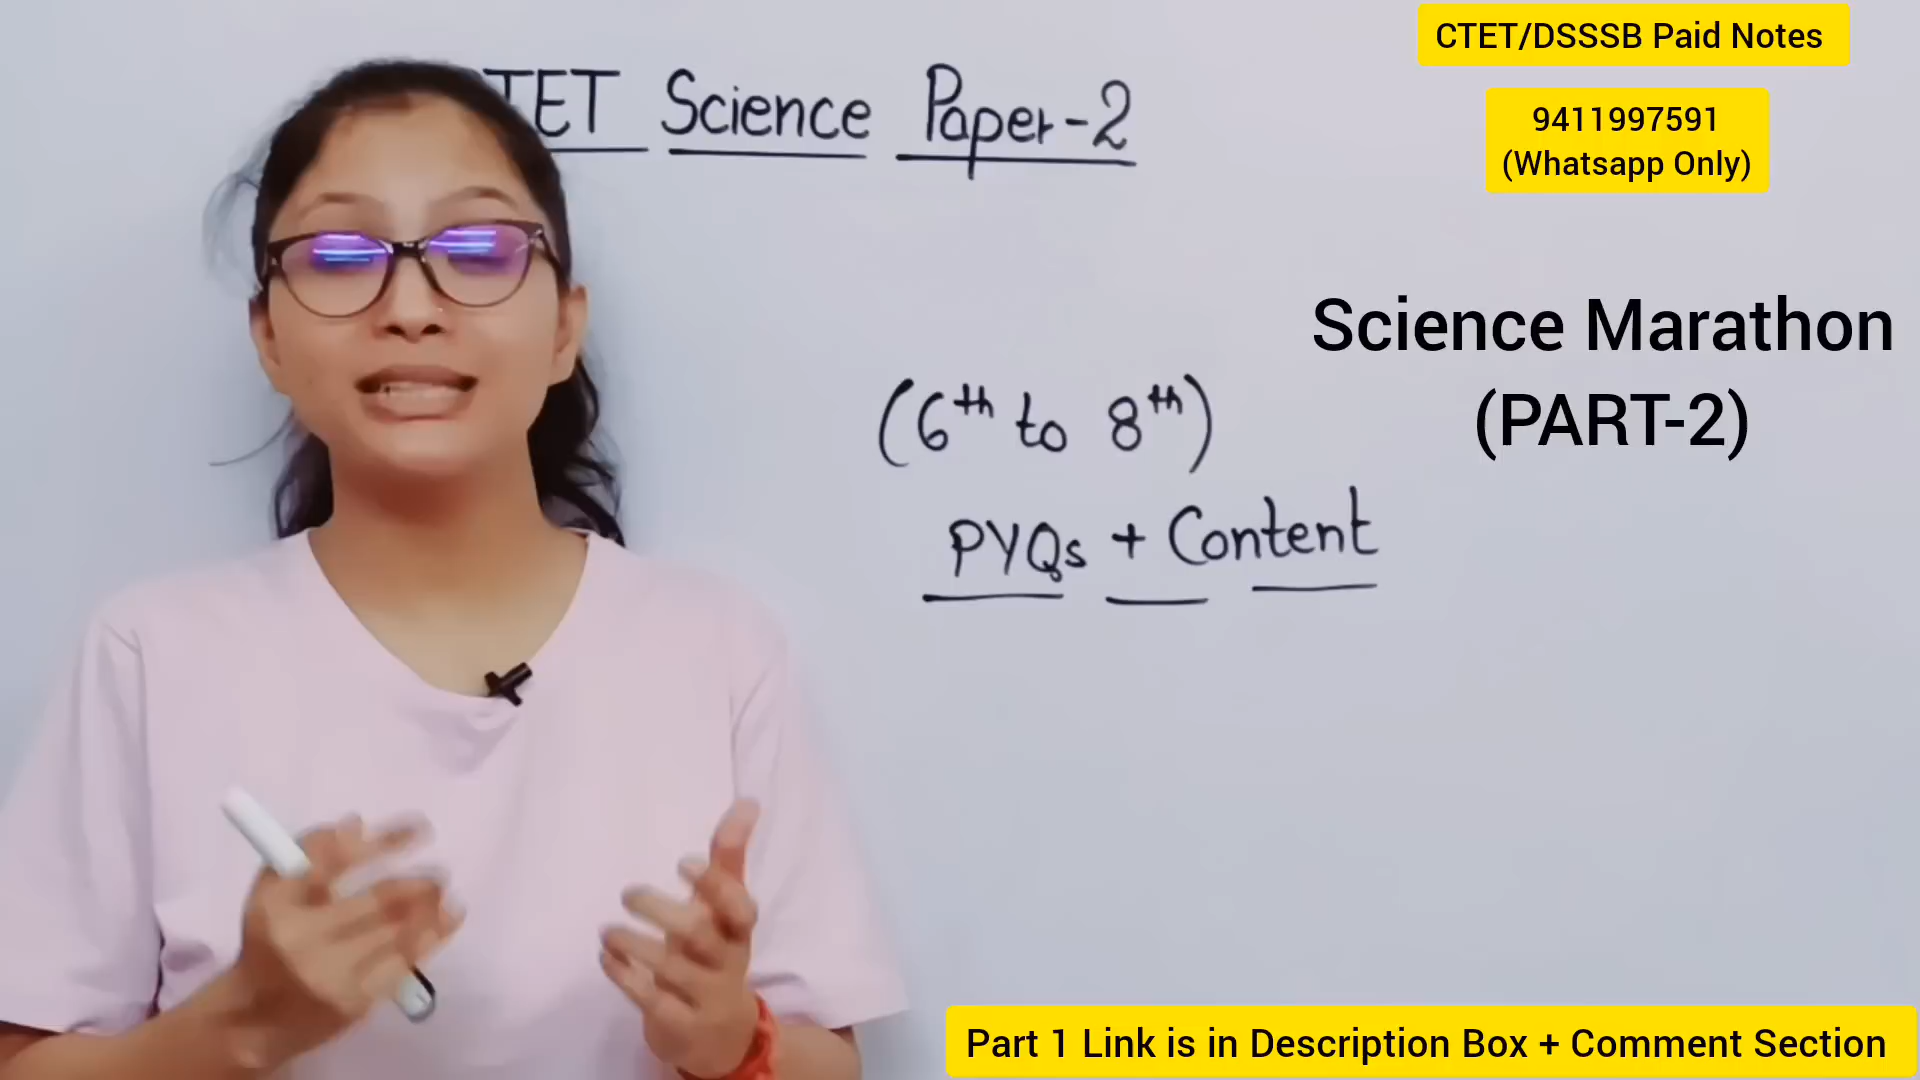 CTET/DSSSB Paid Notes
9411997591
(Whatsapp Only)
TET Science Paper-2
Science Marathon
(PART-2)
(6th to 8th)
PYQs + Content
Part 1 Link is in Description Box + Comment Section